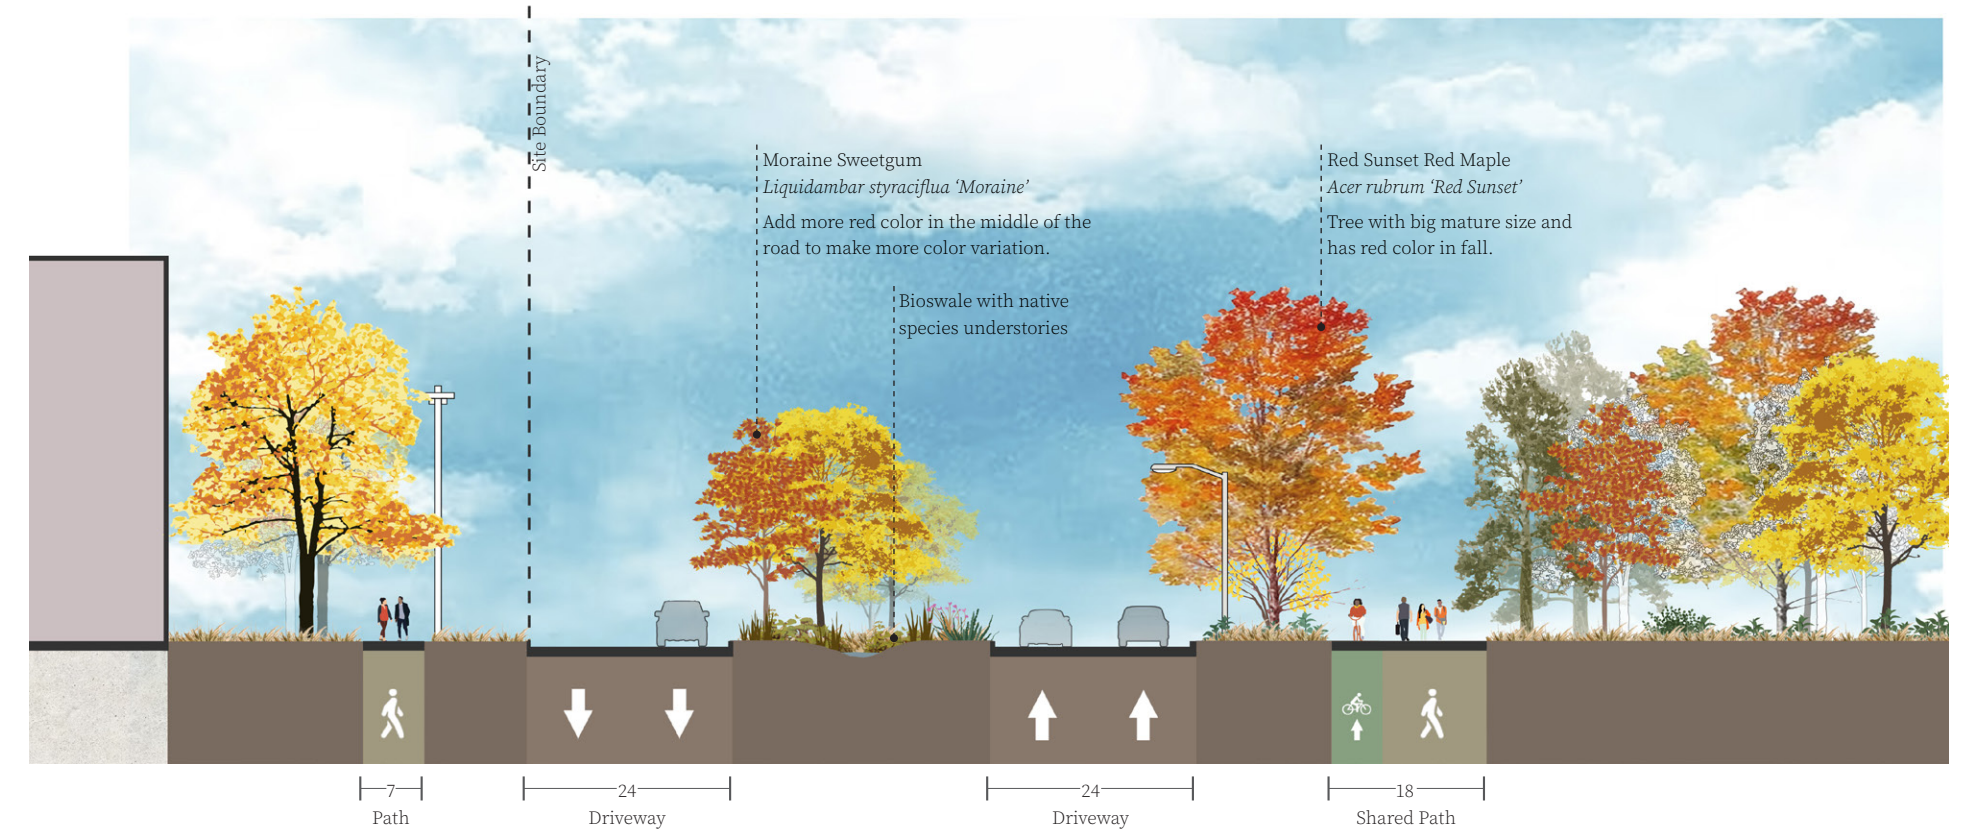 Site Boundary
Moraine Sweetgum
Liquidambar styraciflua ‘Moraine’
Add more red color in the middle of the
road to make more color variation.
Bioswale with native
species understories
Red Sunset Red Maple
Acer rubrum ‘Red Sunset’
Tree with big mature size and
has red color in fall.
7
Path
24
Driveway
24
Driveway
18
Shared Path